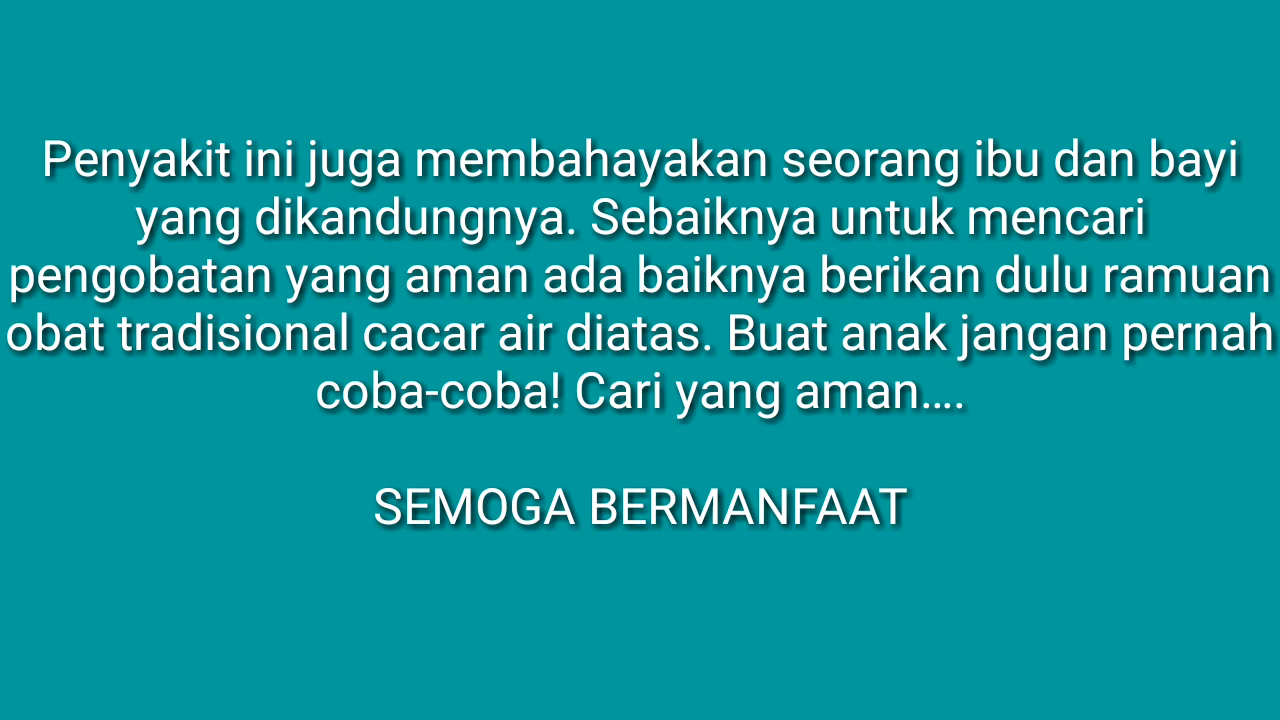 Penyakit ini juga membahayakan seorang ibu dan bayi
yang dikandungnya. Sebaiknya untuk mencari
pengobatan yang aman ada baiknya berikan dulu ramuan
obat tradisional cacar air diatas. Buat anak jangan pernah
coba-coba! Cari yang aman….
SEMOGA BERMANFAAT